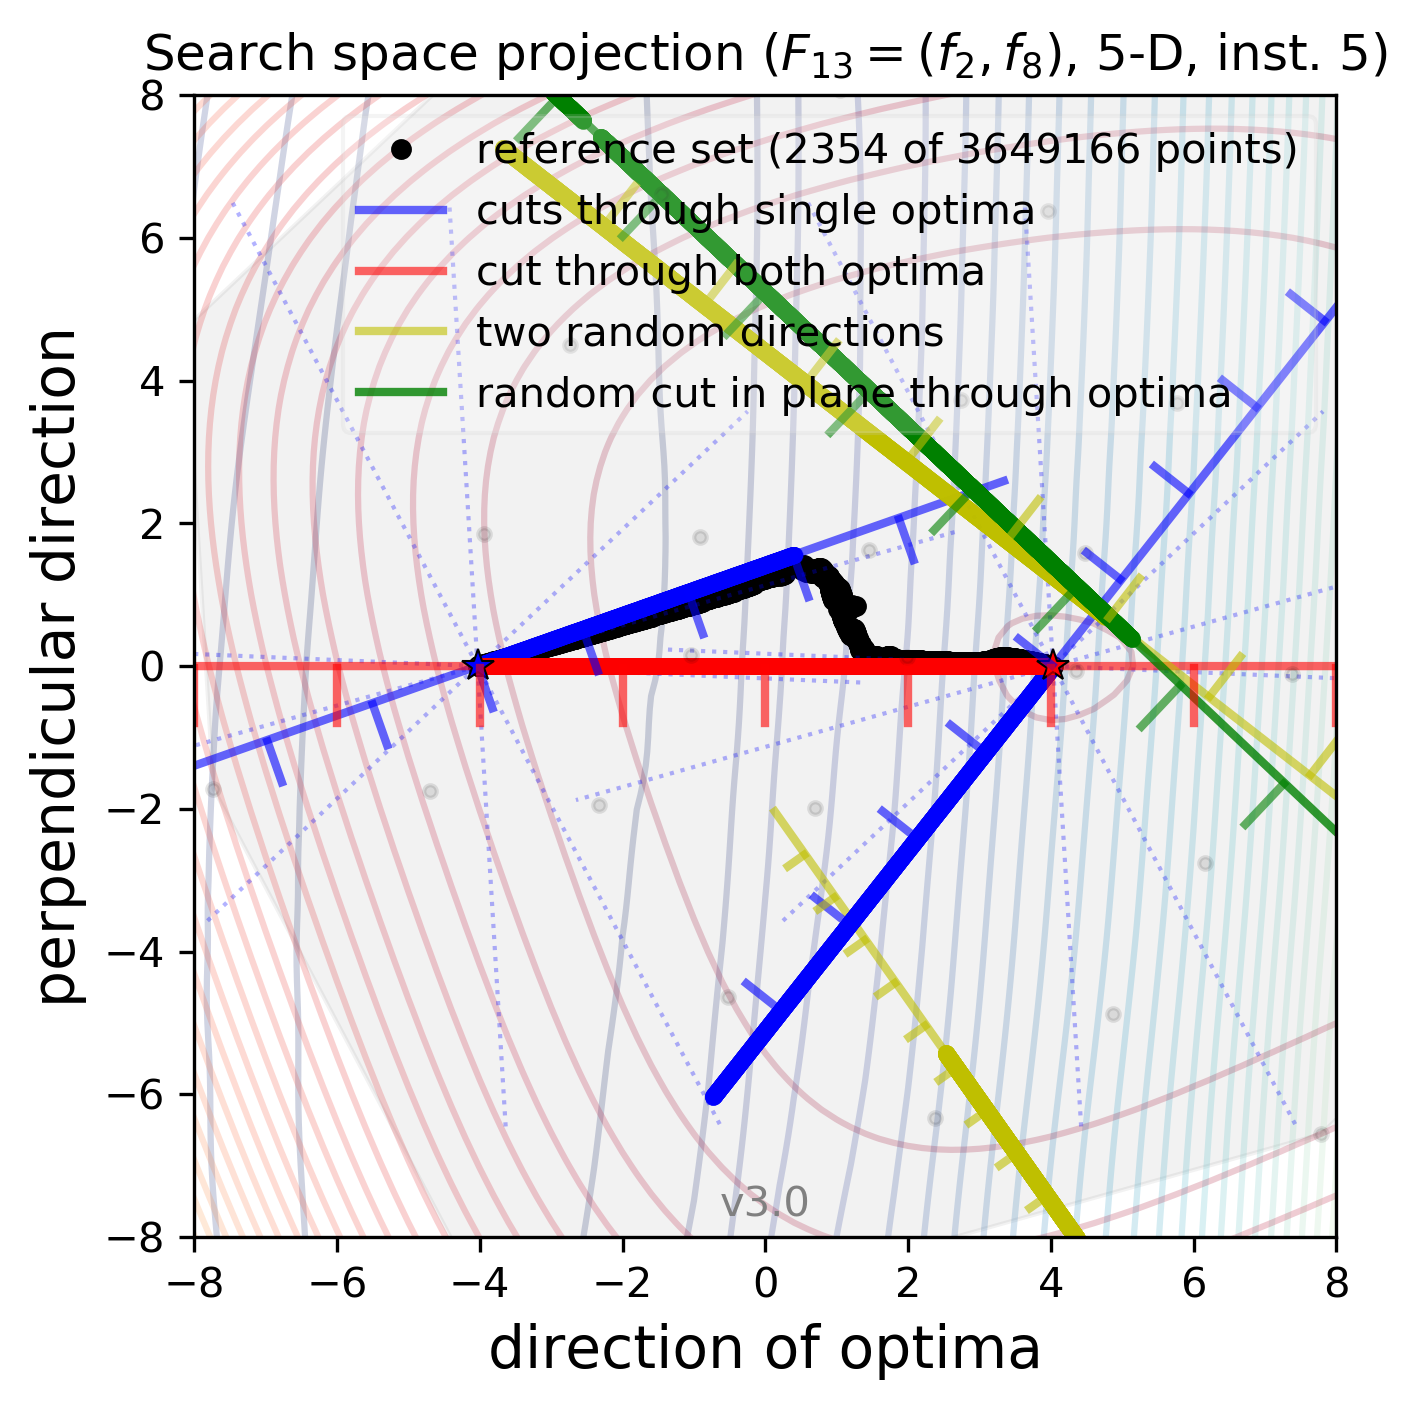 Search space projection (F13 = (f2, f8), 5-D, inst. 5)
8
reference set (2354 of 3649166 points)
cuts through single optima
6
cut through both optima
two random directions
4
random cut in plane through optima
2
0
−2
−4
−6
v3.0
−8
−8 −6 −4 −2 0 2 4 6 8
perpendicular direction
direction of optima